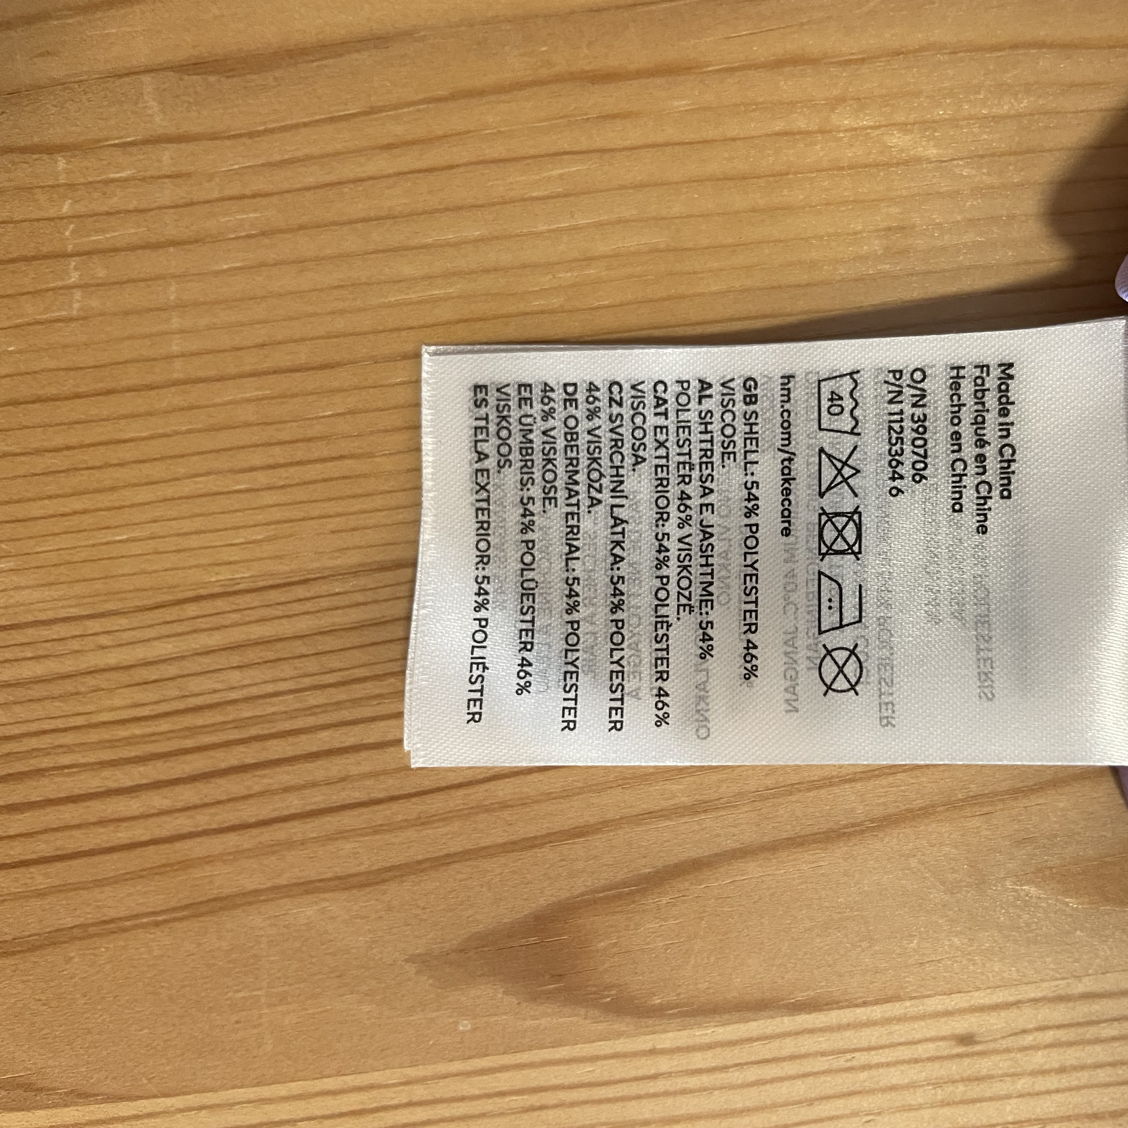 Made in China
Fabriqué en Chine
Hecho en China
O/N 390706
P/N 1125364 6
40
hm.com/takecare
GB SHELL: 54% POLYESTER 46%
VISCOSE.
AL SHTRESA E JASHTME: 54%
POLIESTËR 46% VISKOZË.
CAT EXTERIOR: 54% POLIÈSTER 46%
VISCOSA.
CZ SVRCHNÍ LÁTKA: 54% POLYESTER
46% VISKÓZA.
DE OBERMATERIAL: 54% POLYESTER
46% VISKOSE.
EE ÜMBRIS: 54% POLÜESTER 46%
VISKOOS.
ES TELA EXTERIOR: 54% POLIÉSTER